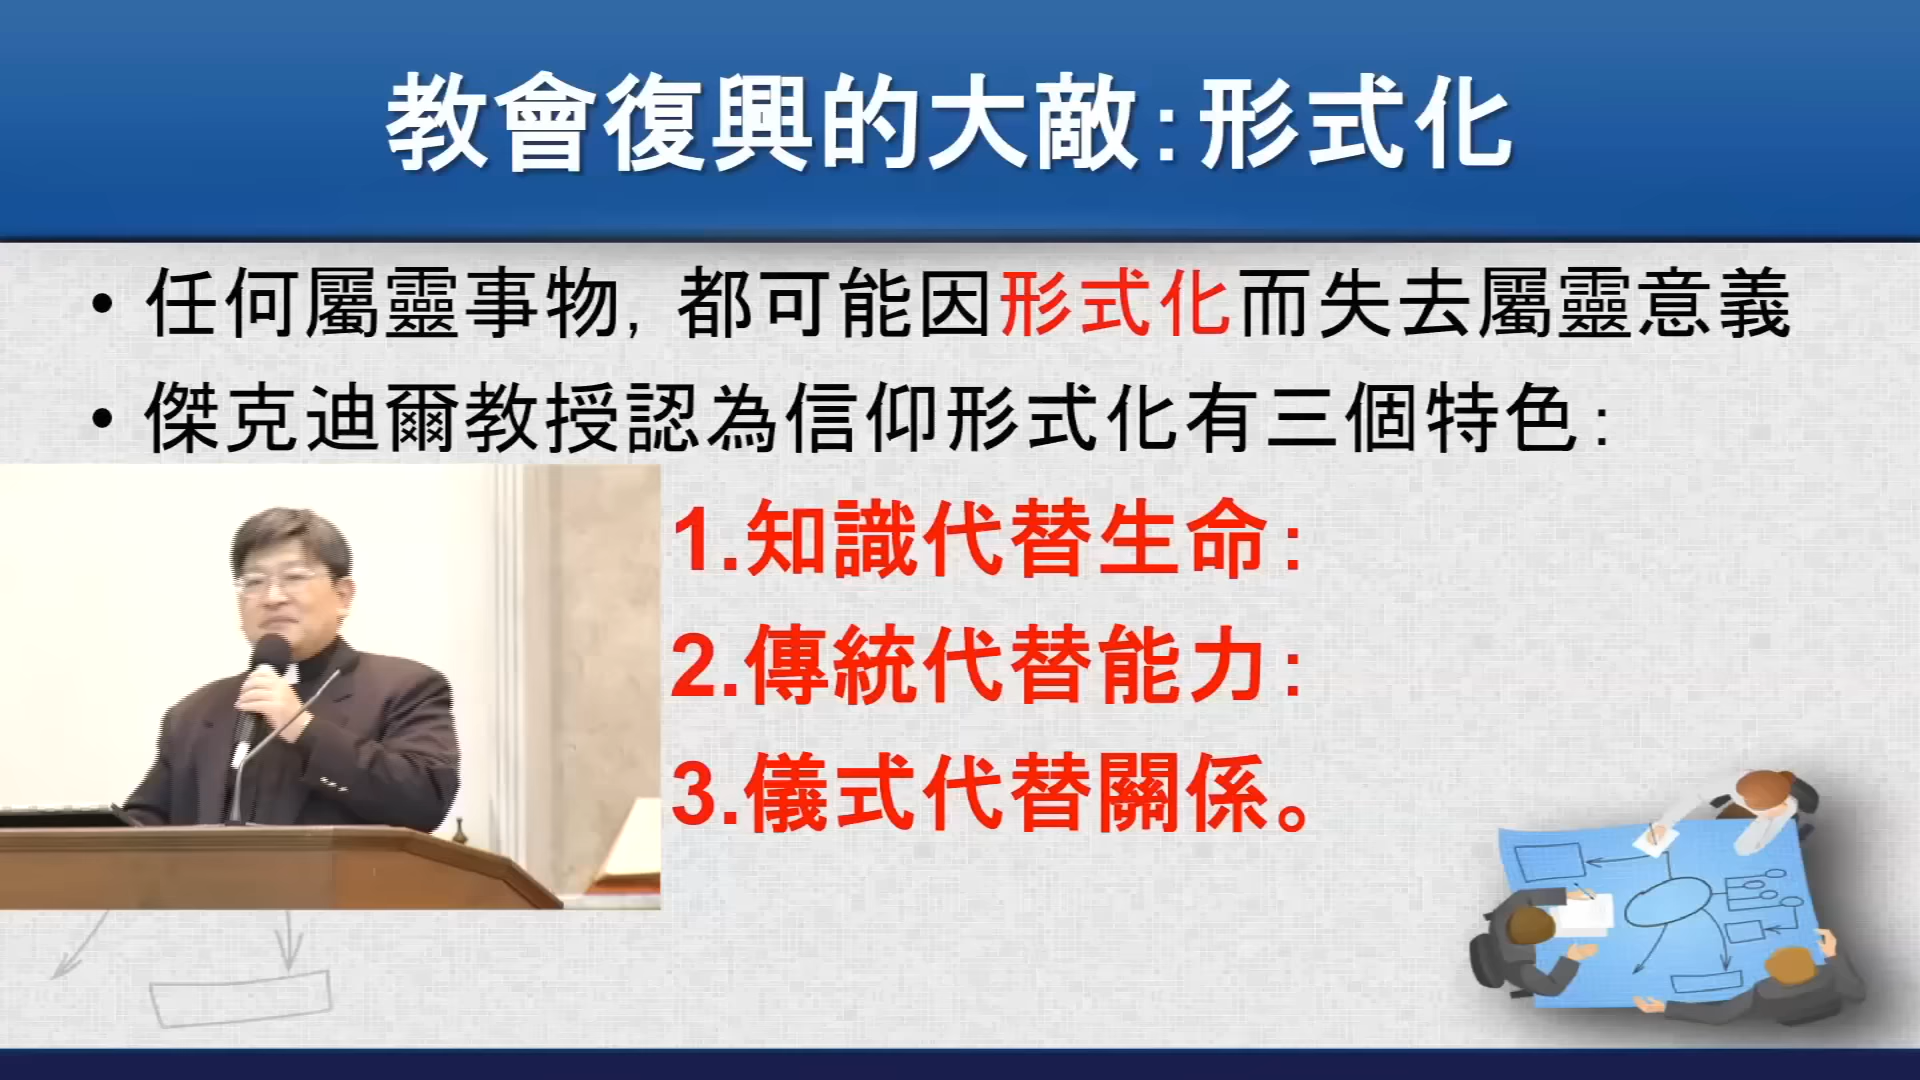 教會復興的大敵:形式化
• 任何屬靈事物, 都可能因形式化而失去屬靈意義
• 傑克迪爾教授認為信仰形式化有三個特色:
1.知識代替生命:
2.傳統代替能力:
3.儀式代替關係。